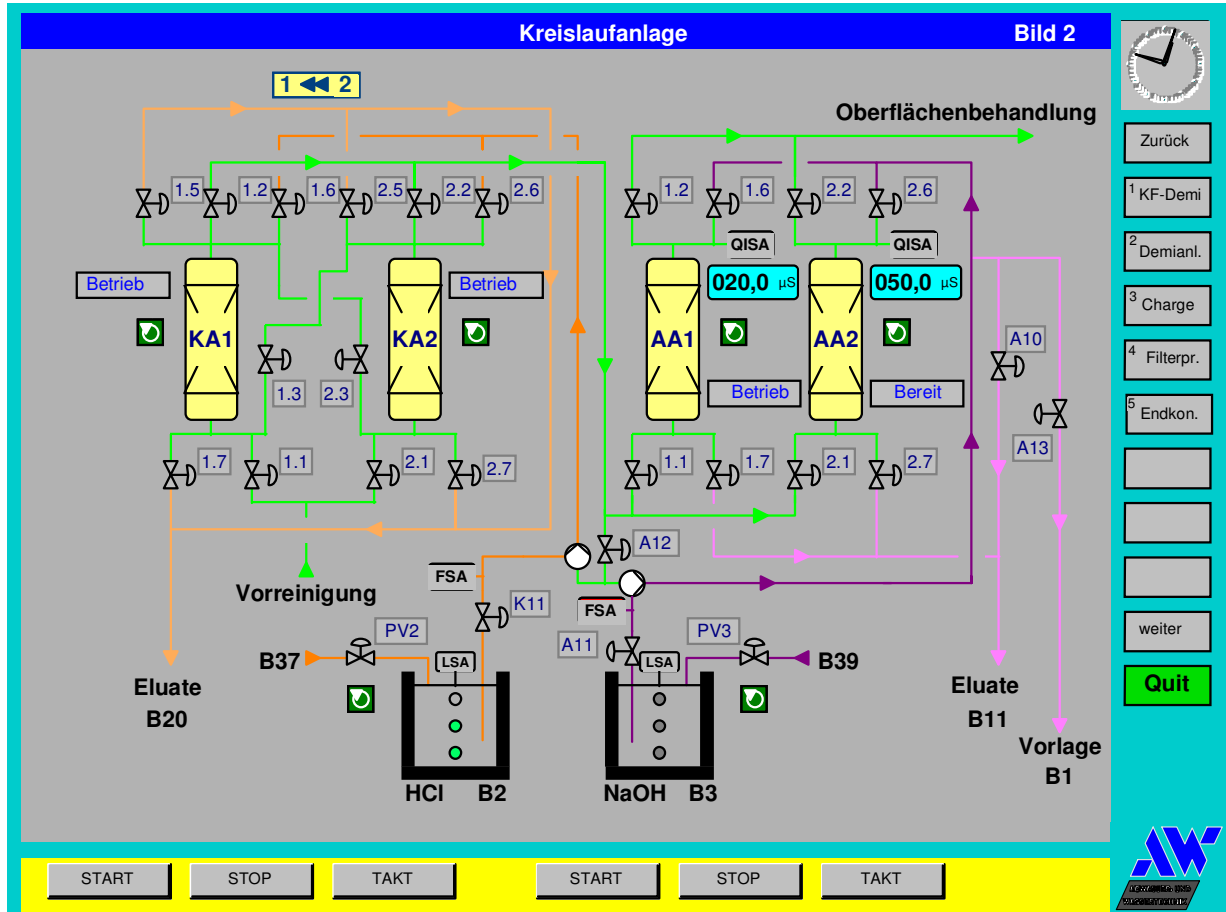 Kreislaufanlage Bild 2
1 2
Oberflächenbehandlung
Zurück
1 KF-Demi
2 Demianl.
3 Charge
4 Filterpr.
5 Endkon.
weiter
Quit
1.5 1.2 1.6 2.5 2.2 2.6
1.2 1.6 2.2 2.6
QISA QISA
Betrieb Betrieb
020,0 µS 050,0 µS
KA1 KA2 AA1 AA2
A10
1.3 2.3
Betrieb Bereit
A13
1.7 1.1 2.1 2.7
1.1 1.7 2.1 2.7
A12
FSA
Vorreinigung
K11
FSA
PV2 A11 PV3
B37 LSA LSA B39
Eluate
B20
Eluate
B11
Vorlage
B1
HCl B2 NaOH B3
START STOP TAKT START STOP TAKT
AW